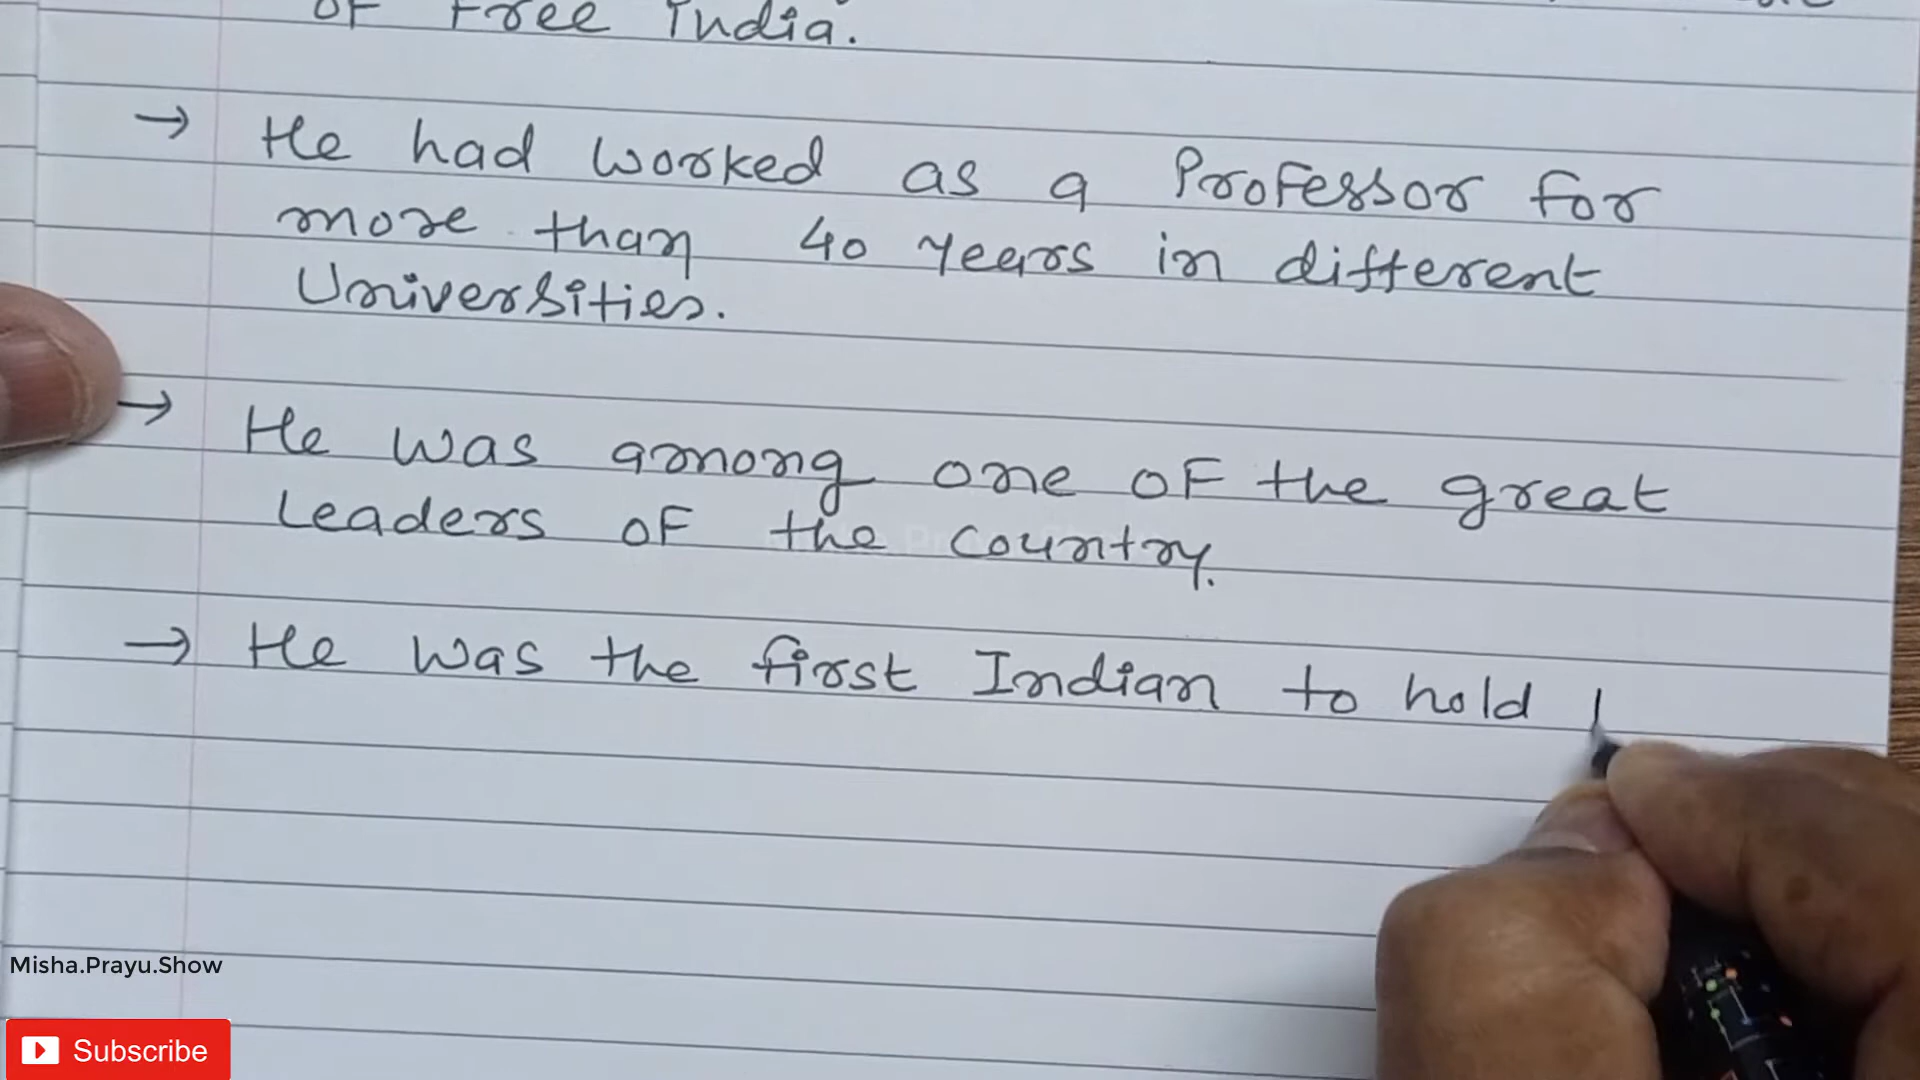 of Free India.
→ He had worked as a Professor for
more than 40 years in different
Universities.
→ He was among one of the great
Leaders of the country.
→ He was the first Indian to hold
Misha.Prayu.Show
Subscribe